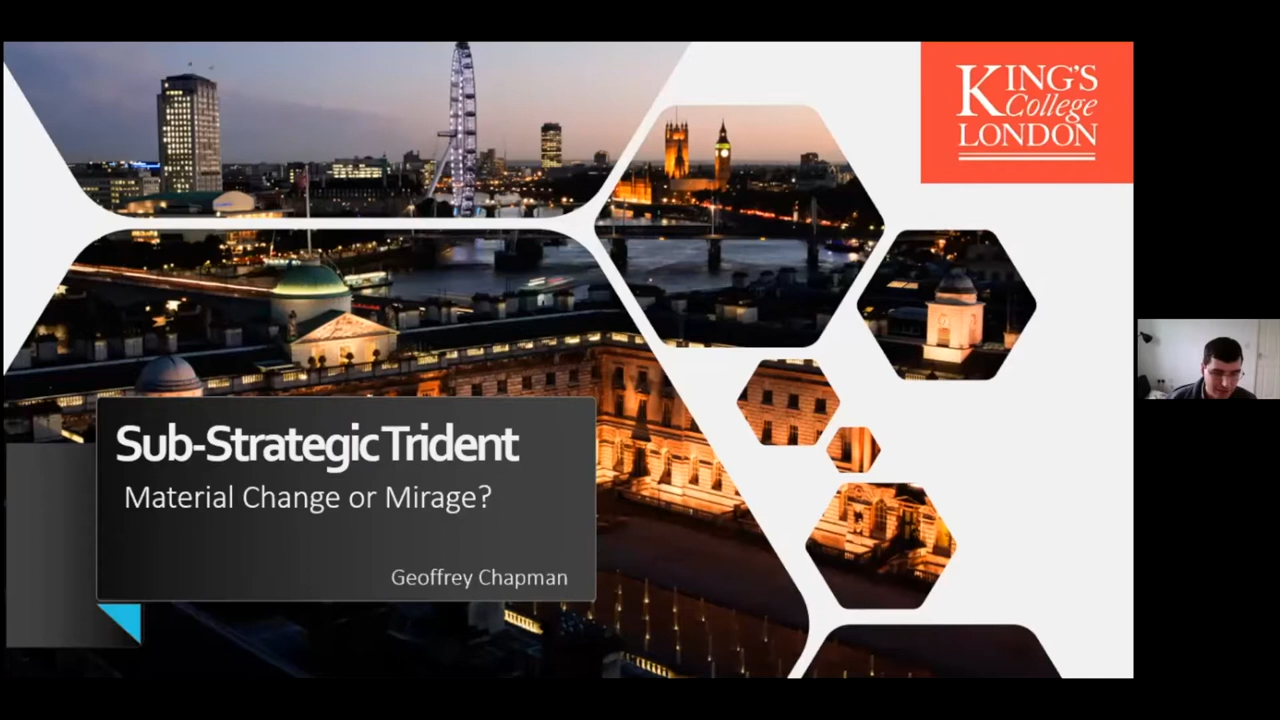 KING'S
College
LONDON
Sub-Strategic Trident
Material Change or Mirage?
Geoffrey Chapman